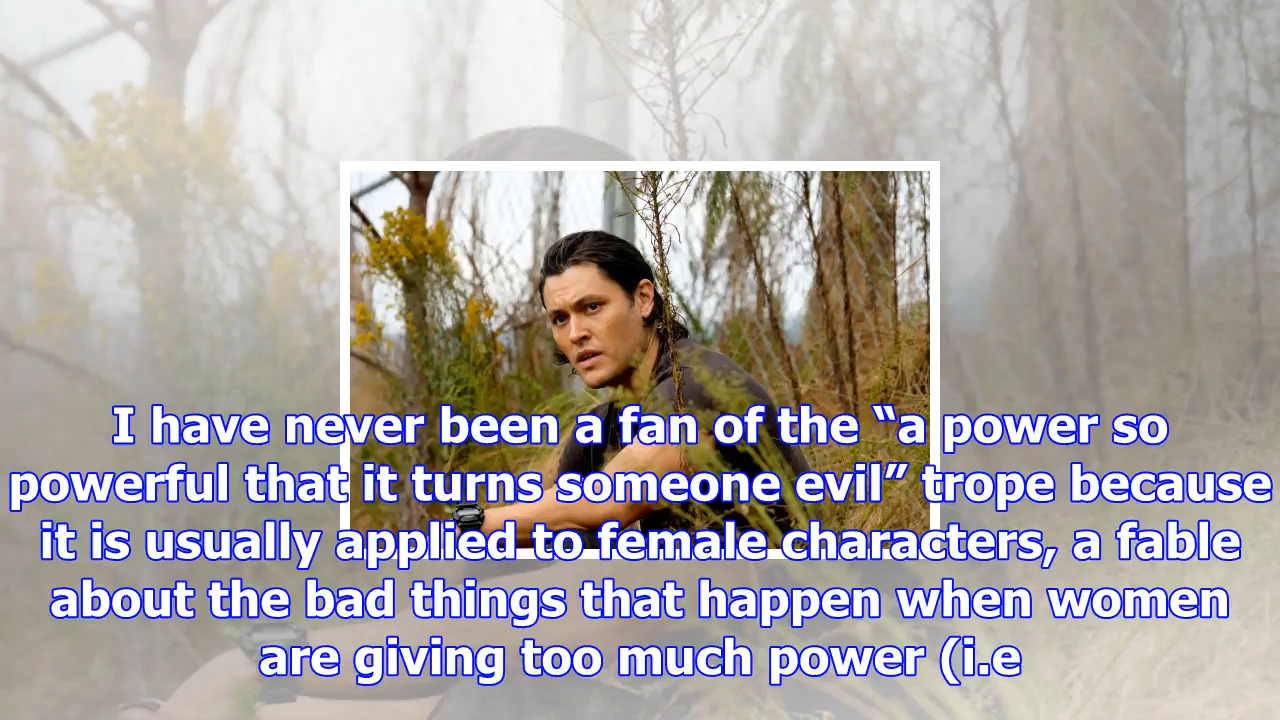 I have never been a fan of the “a power so
powerful that it turns someone evil” trope because
it is usually applied to female characters, a fable
about the bad things that happen when women
are giving too much power (i.e